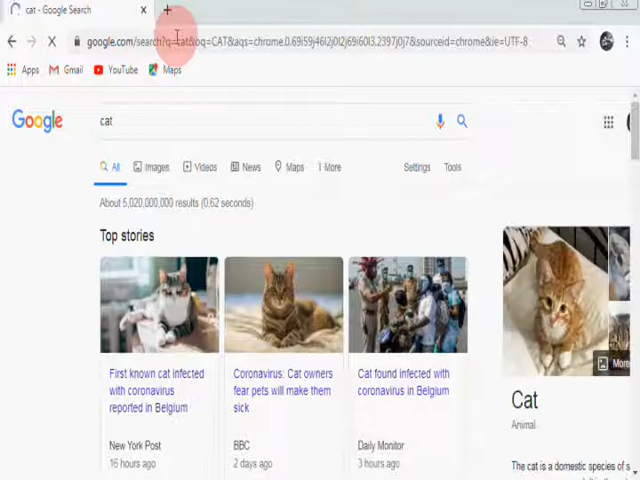 cat - Google Search
google.com/search?q=cat&oq=CAT&aqs=chrome.0.69i59j46l2j0l2j69i60l3.2397j0j7&sourceid=chrome&ie=UTF-8
Apps Gmail YouTube Maps
Google cat
All Images Videos News Maps More Settings Tools
About 5,020,000,000 results (0.62 seconds)
Top stories
First known cat infected
with coronavirus
reported in Belgium
New York Post
16 hours ago
Coronavirus: Cat owners
fear pets will make them
sick
BBC
2 days ago
Cat found infected with
coronavirus in Belgium
Daily Monitor
3 hours ago
More
Cat
Animal
The cat is a domestic species of s